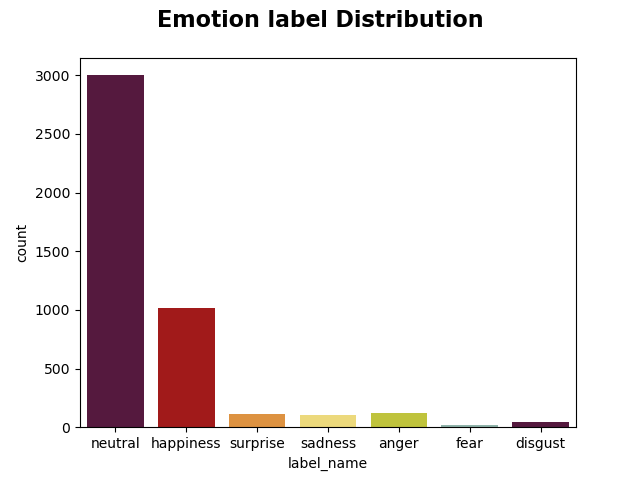 Emotion label Distribution
3000
2500
2000
1500
1000
500
0
count
neutral happiness surprise sadness anger fear disgust
label_name